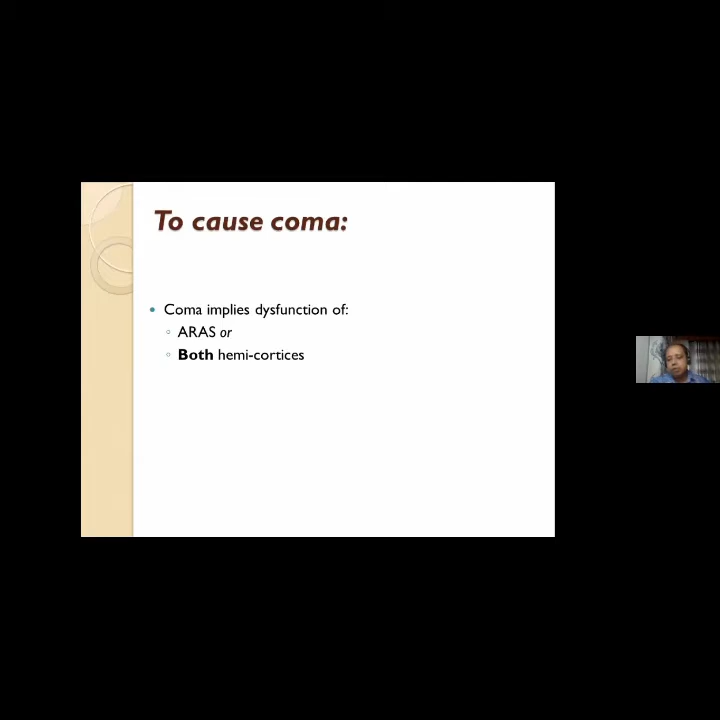 To cause coma:
Coma implies dysfunction of:
ARAS or
Both hemi-cortices